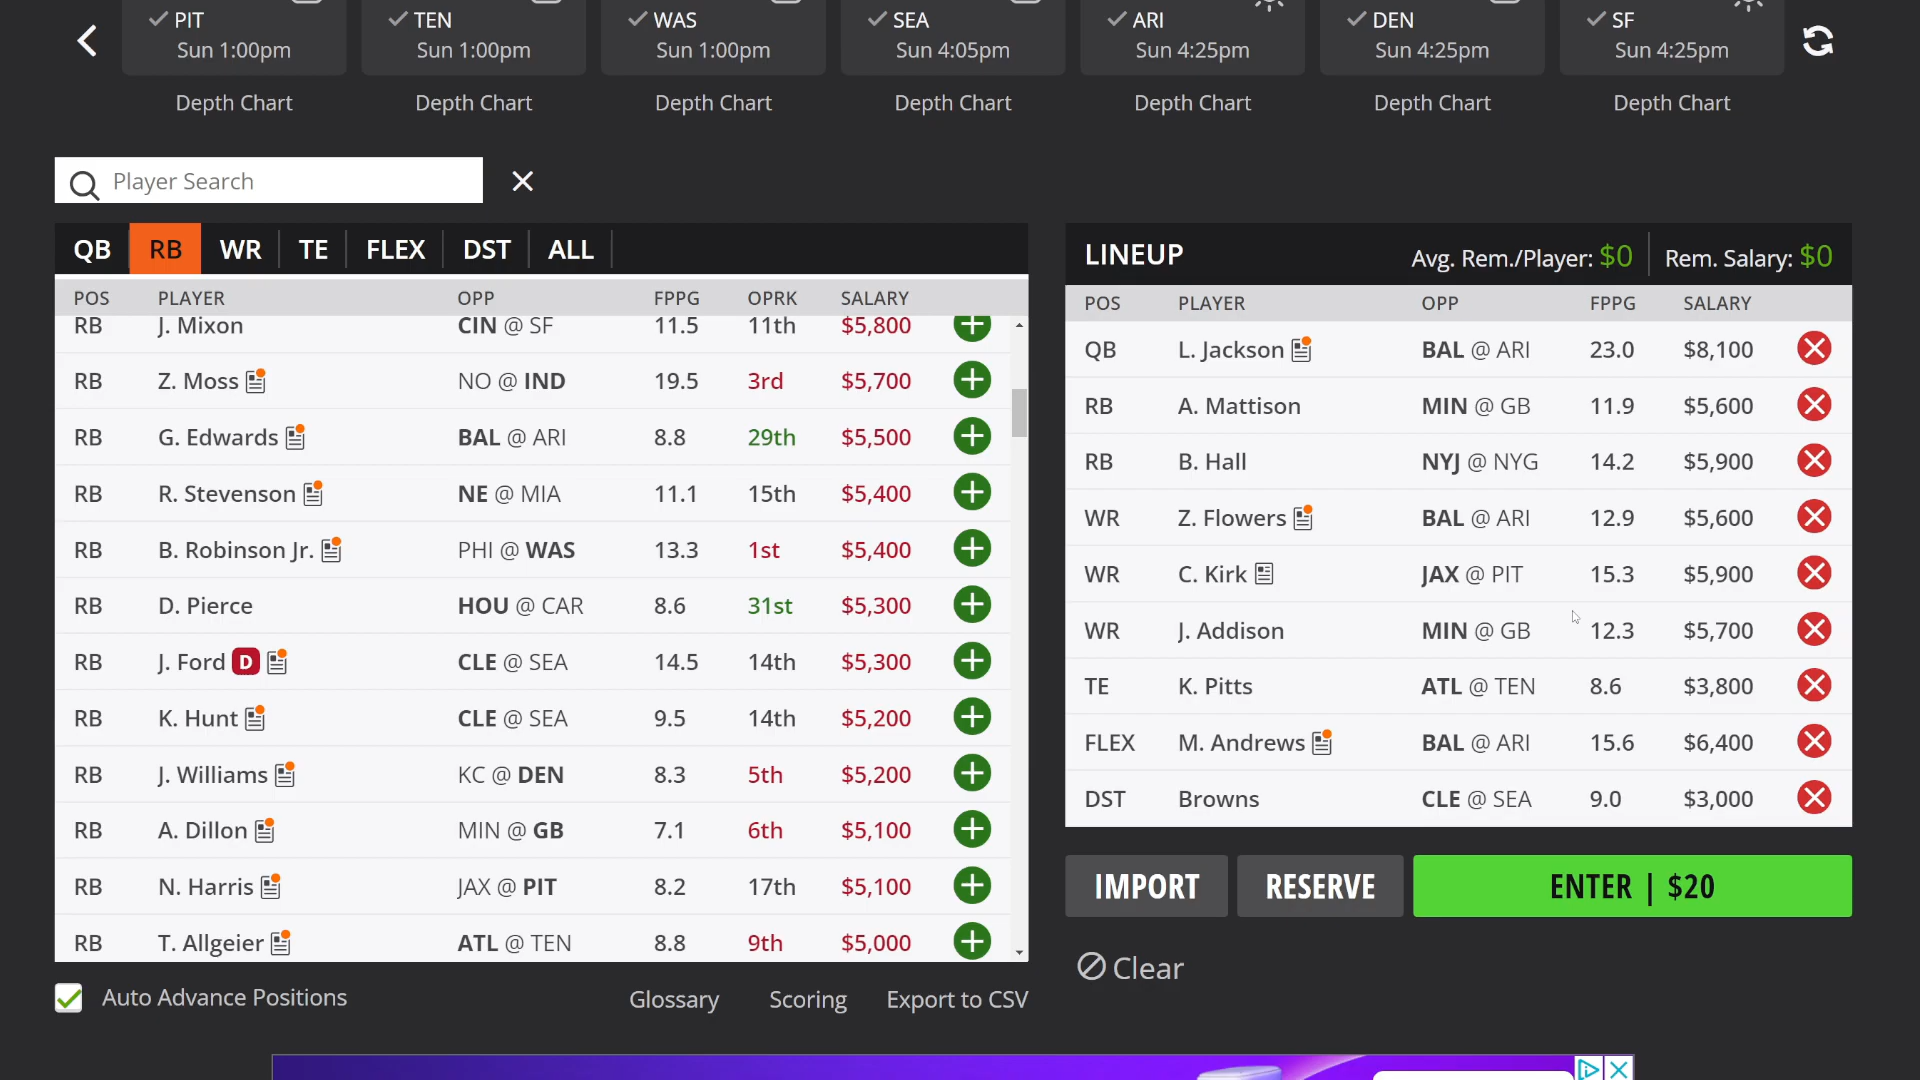 PIT
Sun 1:00pm
Depth Chart
TEN
Sun 1:00pm
Depth Chart
WAS
Sun 1:00pm
Depth Chart
SEA
Sun 4:05pm
Depth Chart
ARI
Sun 4:25pm
Depth Chart
DEN
Sun 4:25pm
Depth Chart
SF
Sun 4:25pm
Depth Chart
Player Search
QB RB WR TE FLEX DST ALL
POS PLAYER OPP FPPG OPRK SALARY
RB J. Mixon CIN @ SF 11.5 11th $5,800
RB Z. Moss NO @ IND 19.5 3rd $5,700
RB G. Edwards BAL @ ARI 8.8 29th $5,500
RB R. Stevenson NE @ MIA 11.1 15th $5,400
RB B. Robinson Jr. PHI @ WAS 13.3 1st $5,400
RB D. Pierce HOU @ CAR 8.6 31st $5,300
RB J. Ford D CLE @ SEA 14.5 14th $5,300
RB K. Hunt CLE @ SEA 9.5 14th $5,200
RB J. Williams KC @ DEN 8.3 5th $5,200
RB A. Dillon MIN @ GB 7.1 6th $5,100
RB N. Harris JAX @ PIT 8.2 17th $5,100
RB T. Allgeier ATL @ TEN 8.8 9th $5,000
Auto Advance Positions Glossary Scoring Export to CSV
LINEUP Avg. Rem./Player: $0 Rem. Salary: $0
POS PLAYER OPP FPPG SALARY
QB L. Jackson BAL @ ARI 23.0 $8,100
RB A. Mattison MIN @ GB 11.9 $5,600
RB B. Hall NYJ @ NYG 14.2 $5,900
WR Z. Flowers BAL @ ARI 12.9 $5,600
WR C. Kirk JAX @ PIT 15.3 $5,900
WR J. Addison MIN @ GB 12.3 $5,700
TE K. Pitts ATL @ TEN 8.6 $3,800
FLEX M. Andrews BAL @ ARI 15.6 $6,400
DST Browns CLE @ SEA 9.0 $3,000
IMPORT RESERVE ENTER | $20
Clear